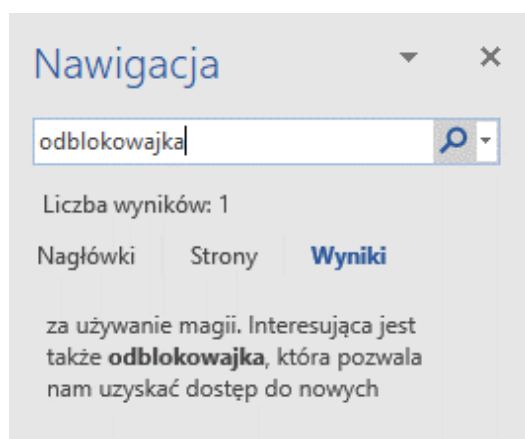 Nawigacja
odblokowajka
Liczba wyników: 1
Nagłówki Strony Wyniki
za używanie magii. Interesująca jest
także odblokowajka, która pozwala
nam uzyskać dostęp do nowych